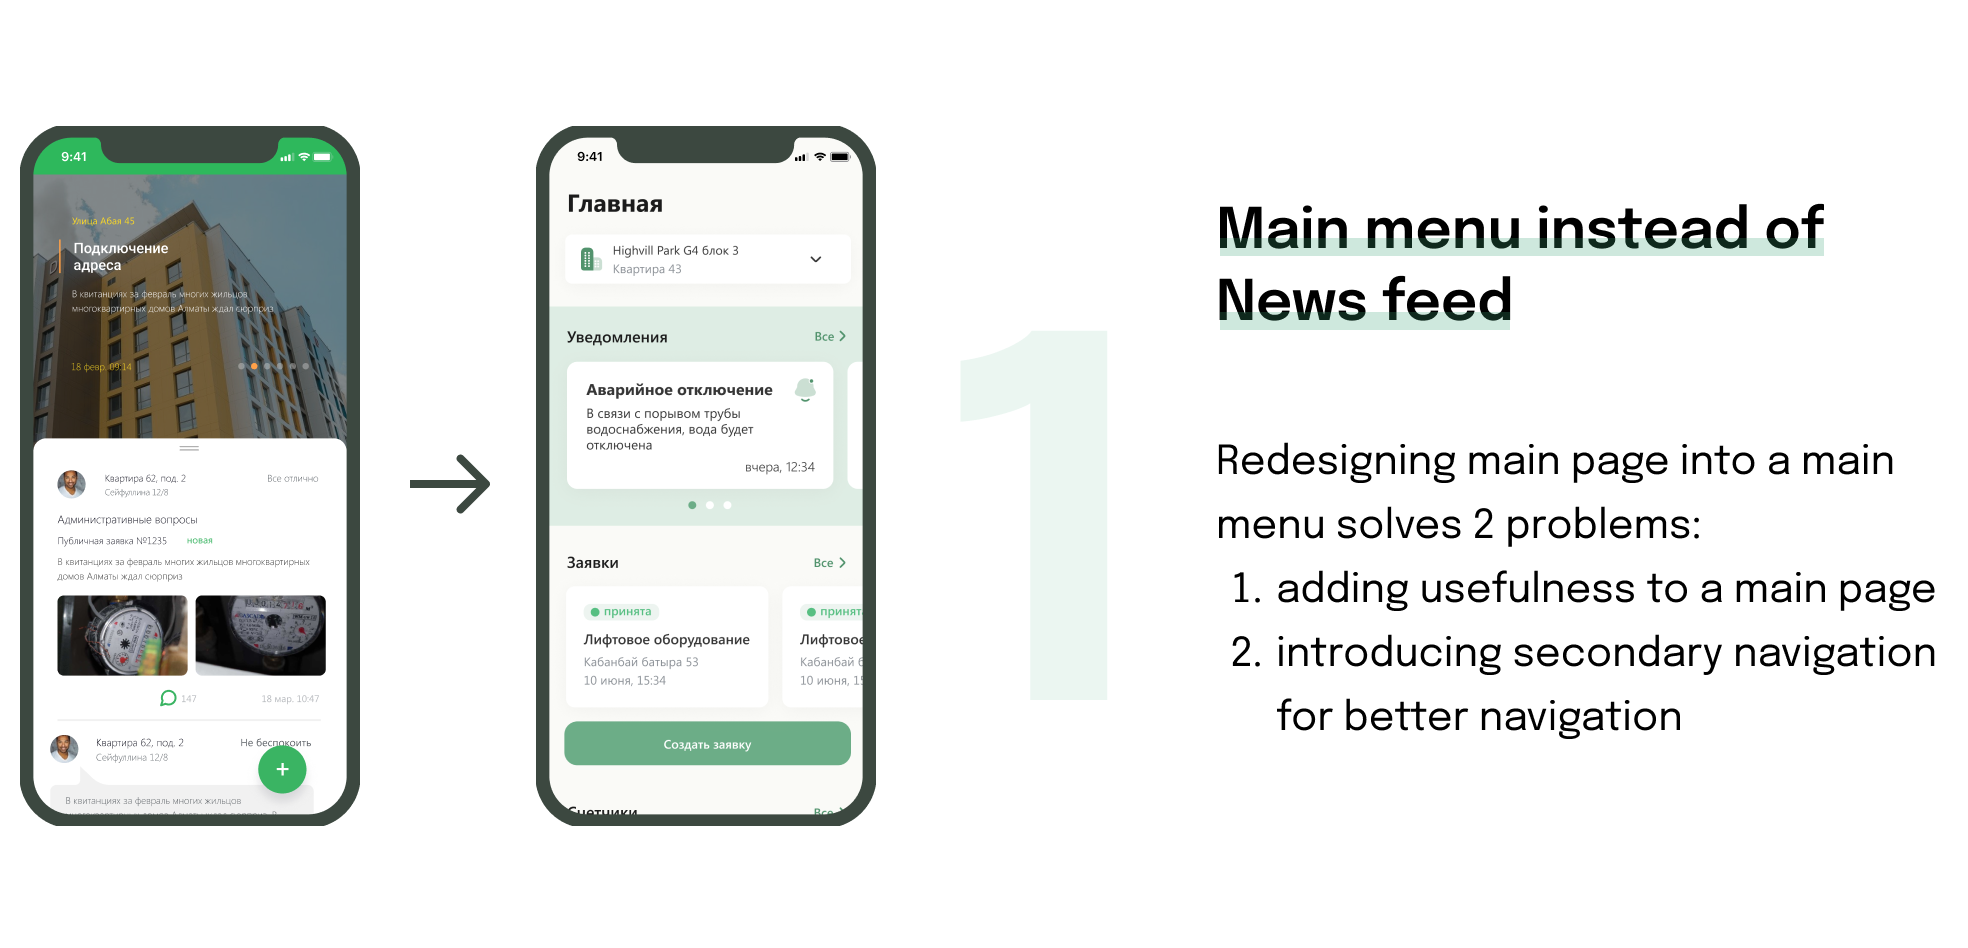 9:41
Улица Абая 45
Подключение
адреса
В квитанциях за февраль многих жильцов
многоквартирных домов Алматы ждал сюрприз
18 февр. 09:14
Квартира 62, под. 2
Все отлично
Сейфуллина 12/8
Административные вопросы
Публичная заявка №1235 новая
В квитанциях за февраль многих жильцов многоквартирных
домов Алматы ждал сюрприз
147
18 мар. 10:47
Квартира 62, под. 2
Не беспокоить
Сейфуллина 12/8
+
В квитанциях за февраль многих жильцов
9:41
Главная
Highvill Park G4 блок 3
Квартира 43
Уведомления
Все
Аварийное отключение
В связи с порывом трубы
водоснабжения, вода будет
отключена
вчера, 12:34
Заявки
Все
принята
Лифтовое оборудование
Кабанбай батыра 53
10 июня, 15:34
принята
Лифтовое
Кабанбай б
10 июня, 15
Создать заявку
Счетчики
Все
1
Main menu instead of
News feed
Redesigning main page into a main
menu solves 2 problems:
1. adding usefulness to a main page
2. introducing secondary navigation
for better navigation